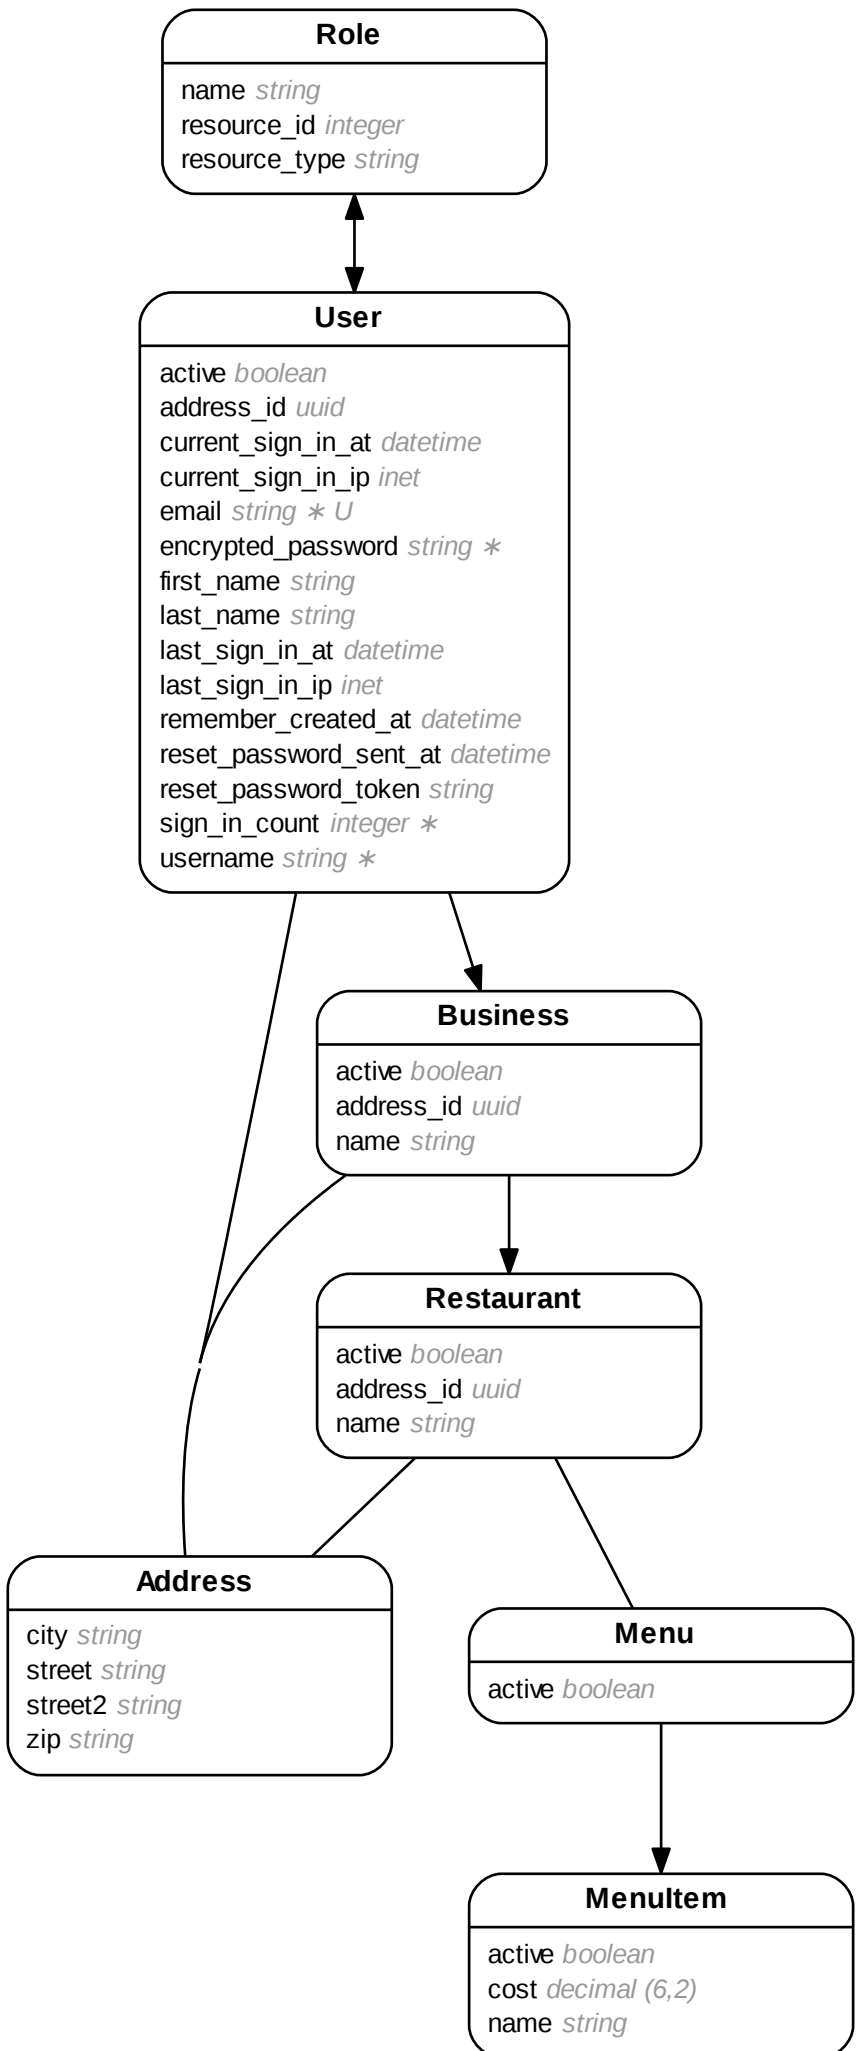 Role
name string
resource_id integer
resource_type string
User
active boolean
address_id uuid
current_sign_in_at datetime
current_sign_in_ip inet
email string ∗ U
encrypted_password string ∗
first_name string
last_name string
last_sign_in_at datetime
last_sign_in_ip inet
remember_created_at datetime
reset_password_sent_at datetime
reset_password_token string
sign_in_count integer ∗
username string ∗
Business
active boolean
address_id uuid
name string
Restaurant
active boolean
address_id uuid
name string
Address
city string
street string
street2 string
zip string
Menu
active boolean
MenuItem
active boolean
cost decimal (6,2)
name string